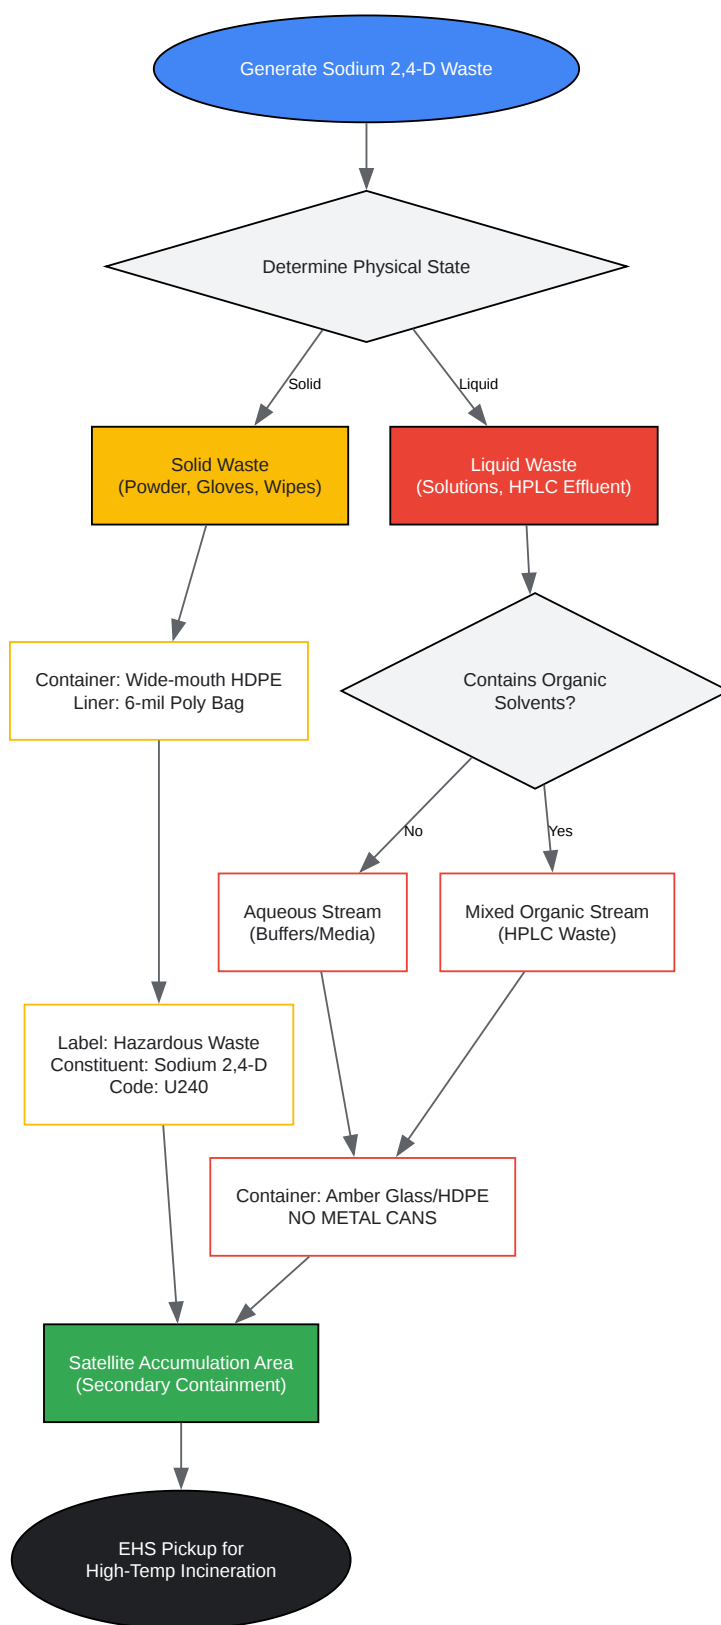 Generate Sodium 2,4-D Waste
Determine Physical State
Solid
Liquid
Solid Waste
(Powder, Gloves, Wipes)
Liquid Waste
(Solutions, HPLC Effluent)
Container: Wide-mouth HDPE
Liner: 6-mil Poly Bag
Contains Organic
Solvents?
No
Yes
Aqueous Stream
(Buffers/Media)
Mixed Organic Stream
(HPLC Waste)
Label: Hazardous Waste
Constituent: Sodium 2,4-D
Code: U240
Container: Amber Glass/HDPE
NO METAL CANS
Satellite Accumulation Area
(Secondary Containment)
EHS Pickup for
High-Temp Incineration